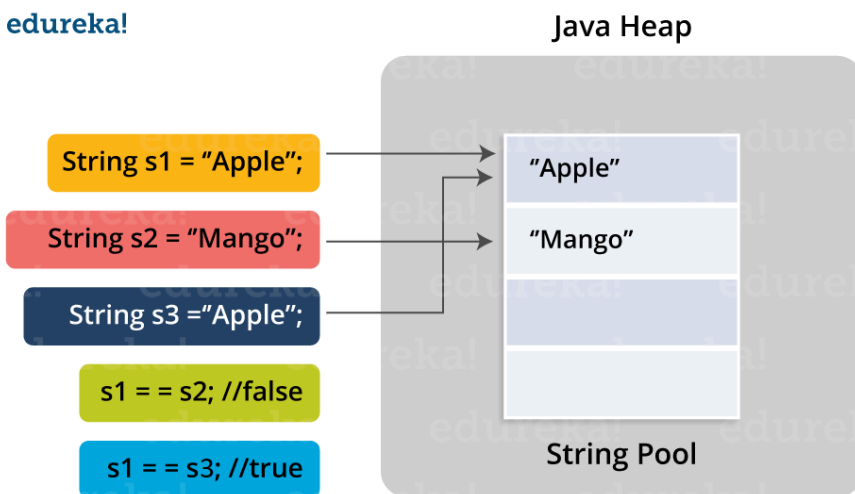 edureka!
Java Heap
String s1 = "Apple";
String s2 = "Mango";
String s3 ="Apple";
s1 = = s2; //false
s1 = = s3; //true
"Apple"
"Mango"
String Pool